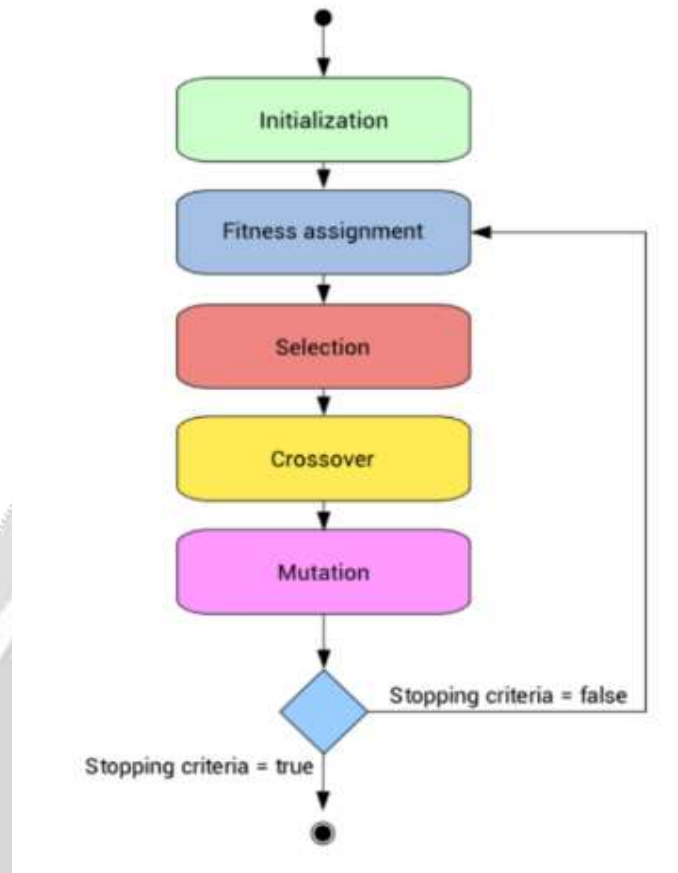 Initialization
Fitness assignment
Selection
Crossover
Mutation
Stopping criteria = false
Stopping criteria = true